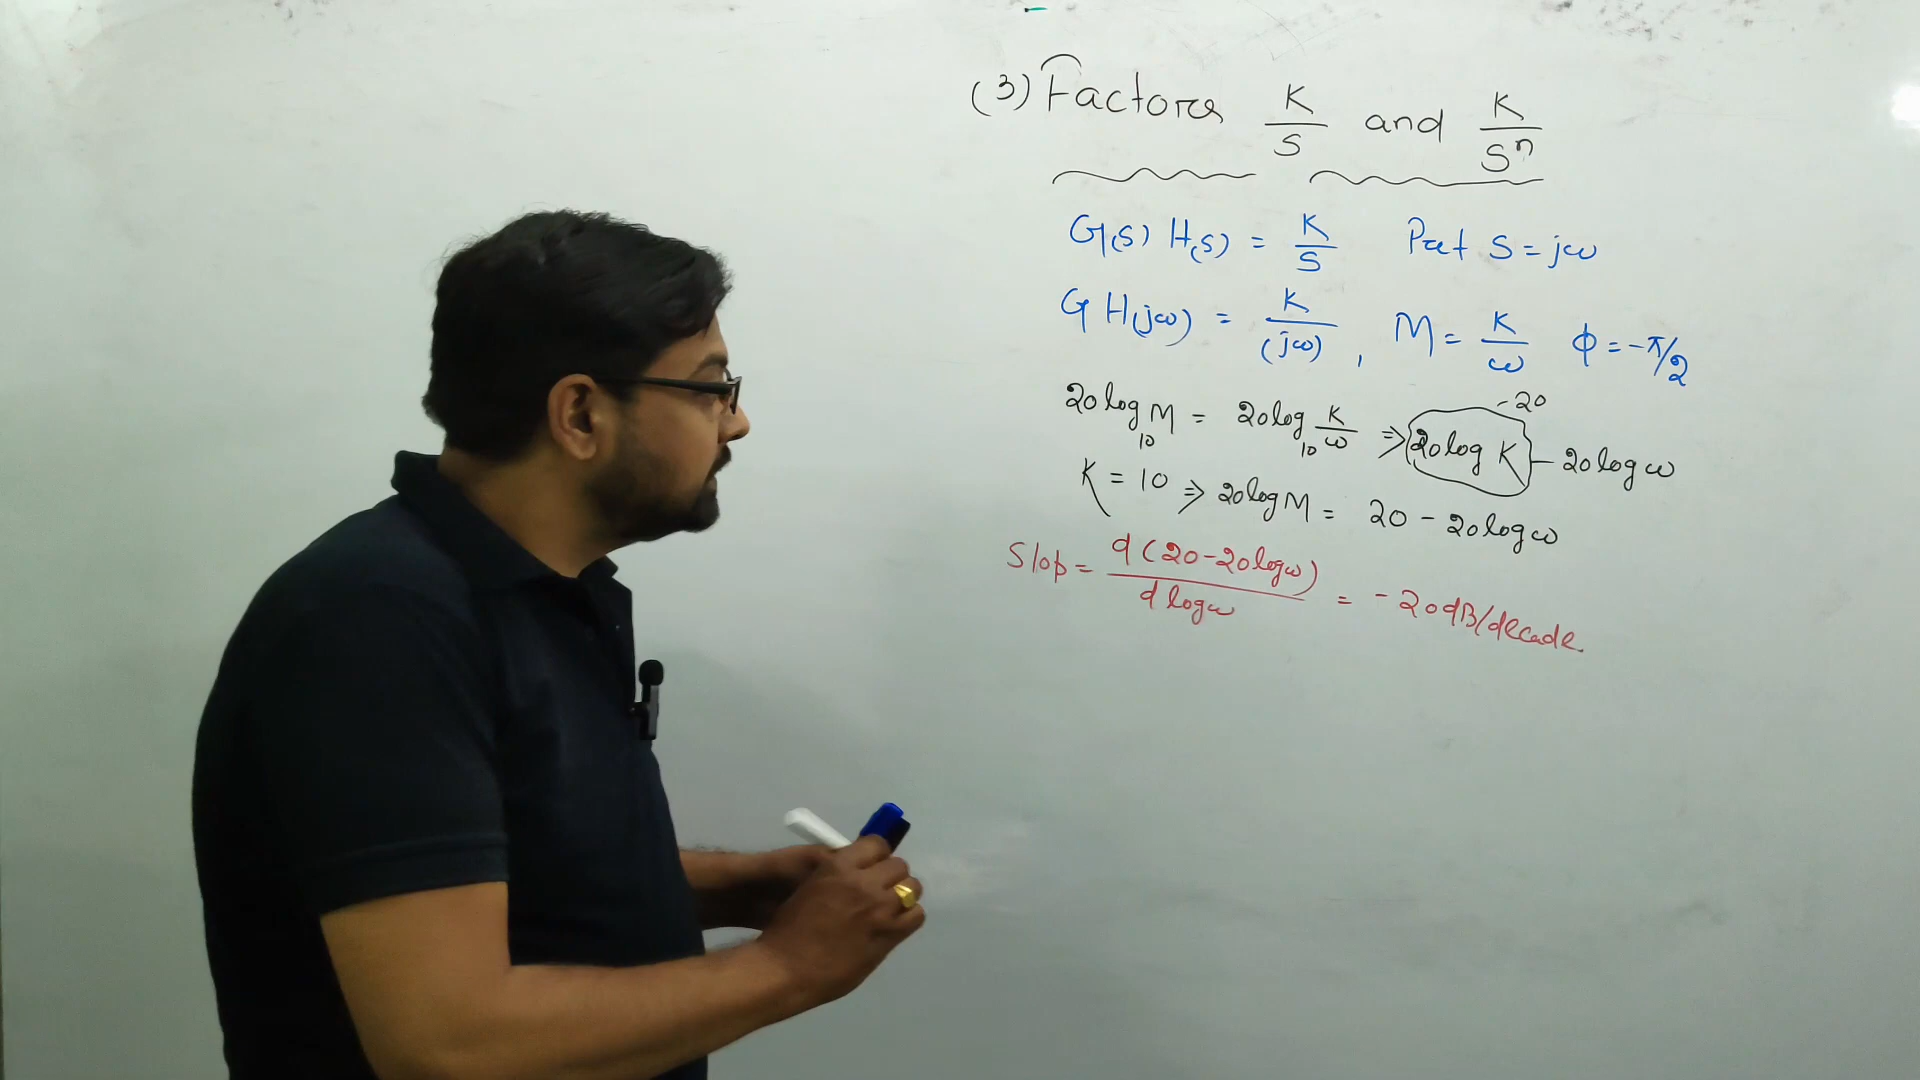 (3) Factors K/S and K/Sⁿ
G(S) H(S) = K/S Put S = jω
G H(jω) = K/(jω) , M = K/ω ϕ = -π/2
-20
20 log₁₀ M = 20 log₁₀ K/ω ⇒ 20 log K - 20 log ω
K = 10 ⇒ 20 log M = 20 - 20 log ω
Slop = d(20-20logω)/d logω = -20dB/decade.